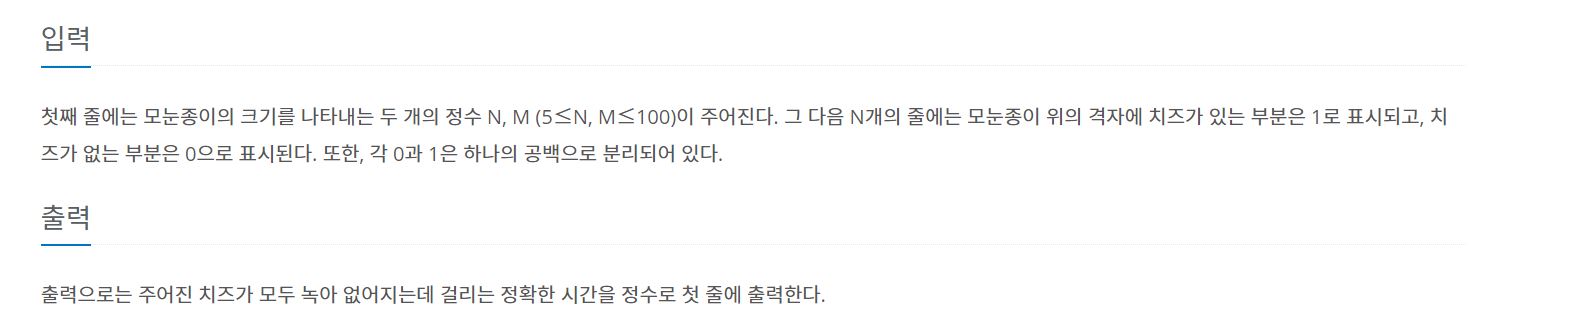 입력
첫째 줄에는 모눈종이의 크기를 나타내는 두 개의 정수 N, M (5≤N, M≤100)이 주어진다. 그 다음 N개의 줄에는 모눈종이 위의 격자에 치즈가 있는 부분은 1로 표시되고, 치
즈가 없는 부분은 0으로 표시된다. 또한, 각 0과 1은 하나의 공백으로 분리되어 있다.
출력
출력으로는 주어진 치즈가 모두 녹아 없어지는데 걸리는 정확한 시간을 정수로 첫 줄에 출력한다.